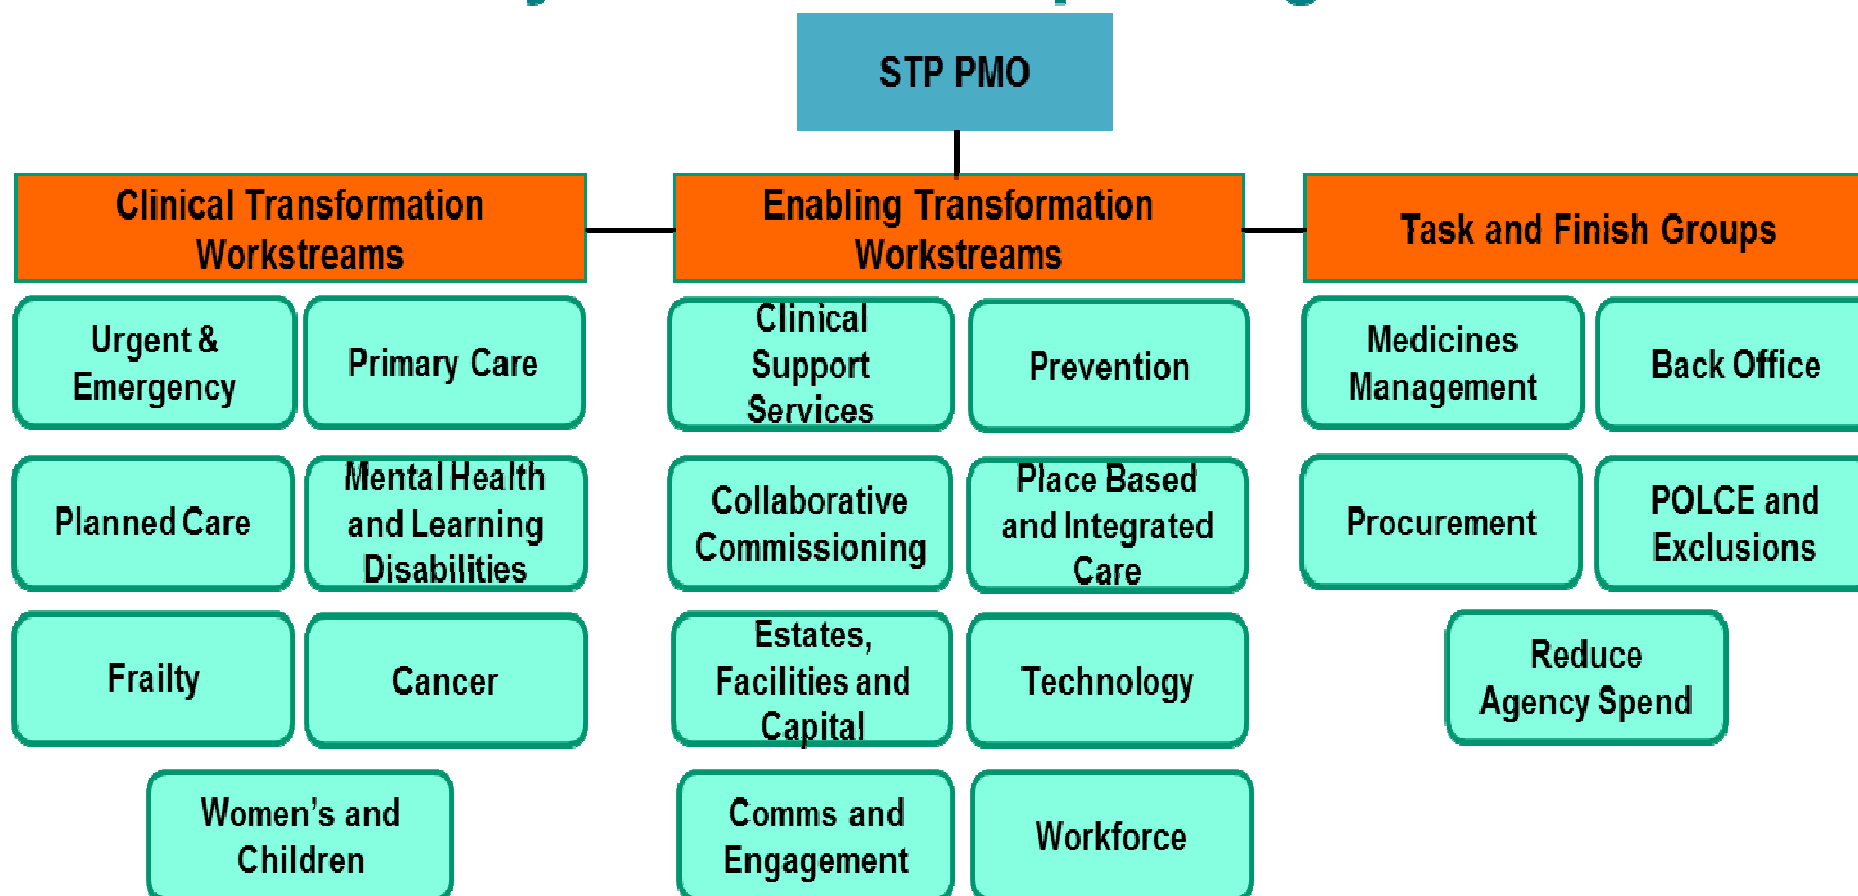 STP PMO
Clinical Transformation
Workstreams
Enabling Transformation
Workstreams
Task and Finish Groups
Urgent &
Emergency
Primary Care
Clinical
Support
Services
Prevention
Medicines
Management
Back Office
Planned Care
Mental Health
and Learning
Disabilities
Collaborative
Commissioning
Place Based
and Integrated
Care
Procurement
POLCE and
Exclusions
Frailty
Cancer
Estates,
Facilities and
Capital
Technology
Reduce
Agency Spend
Women's and
Children
Comms and
Engagement
Workforce